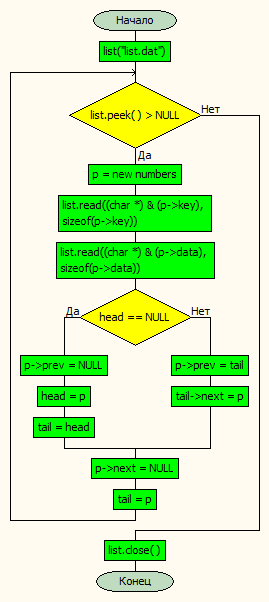 Начало
list("list.dat")
list.peek( ) > NULL
Нет
Да
p = new numbers
list.read((char *) & (p->key),
sizeof(p->key))
list.read((char *) & (p->data),
sizeof(p->data))
Да
head == NULL
Нет
p->prev = NULL
p->prev = tail
head = p
tail->next = p
tail = head
p->next = NULL
tail = p
list.close( )
Конец